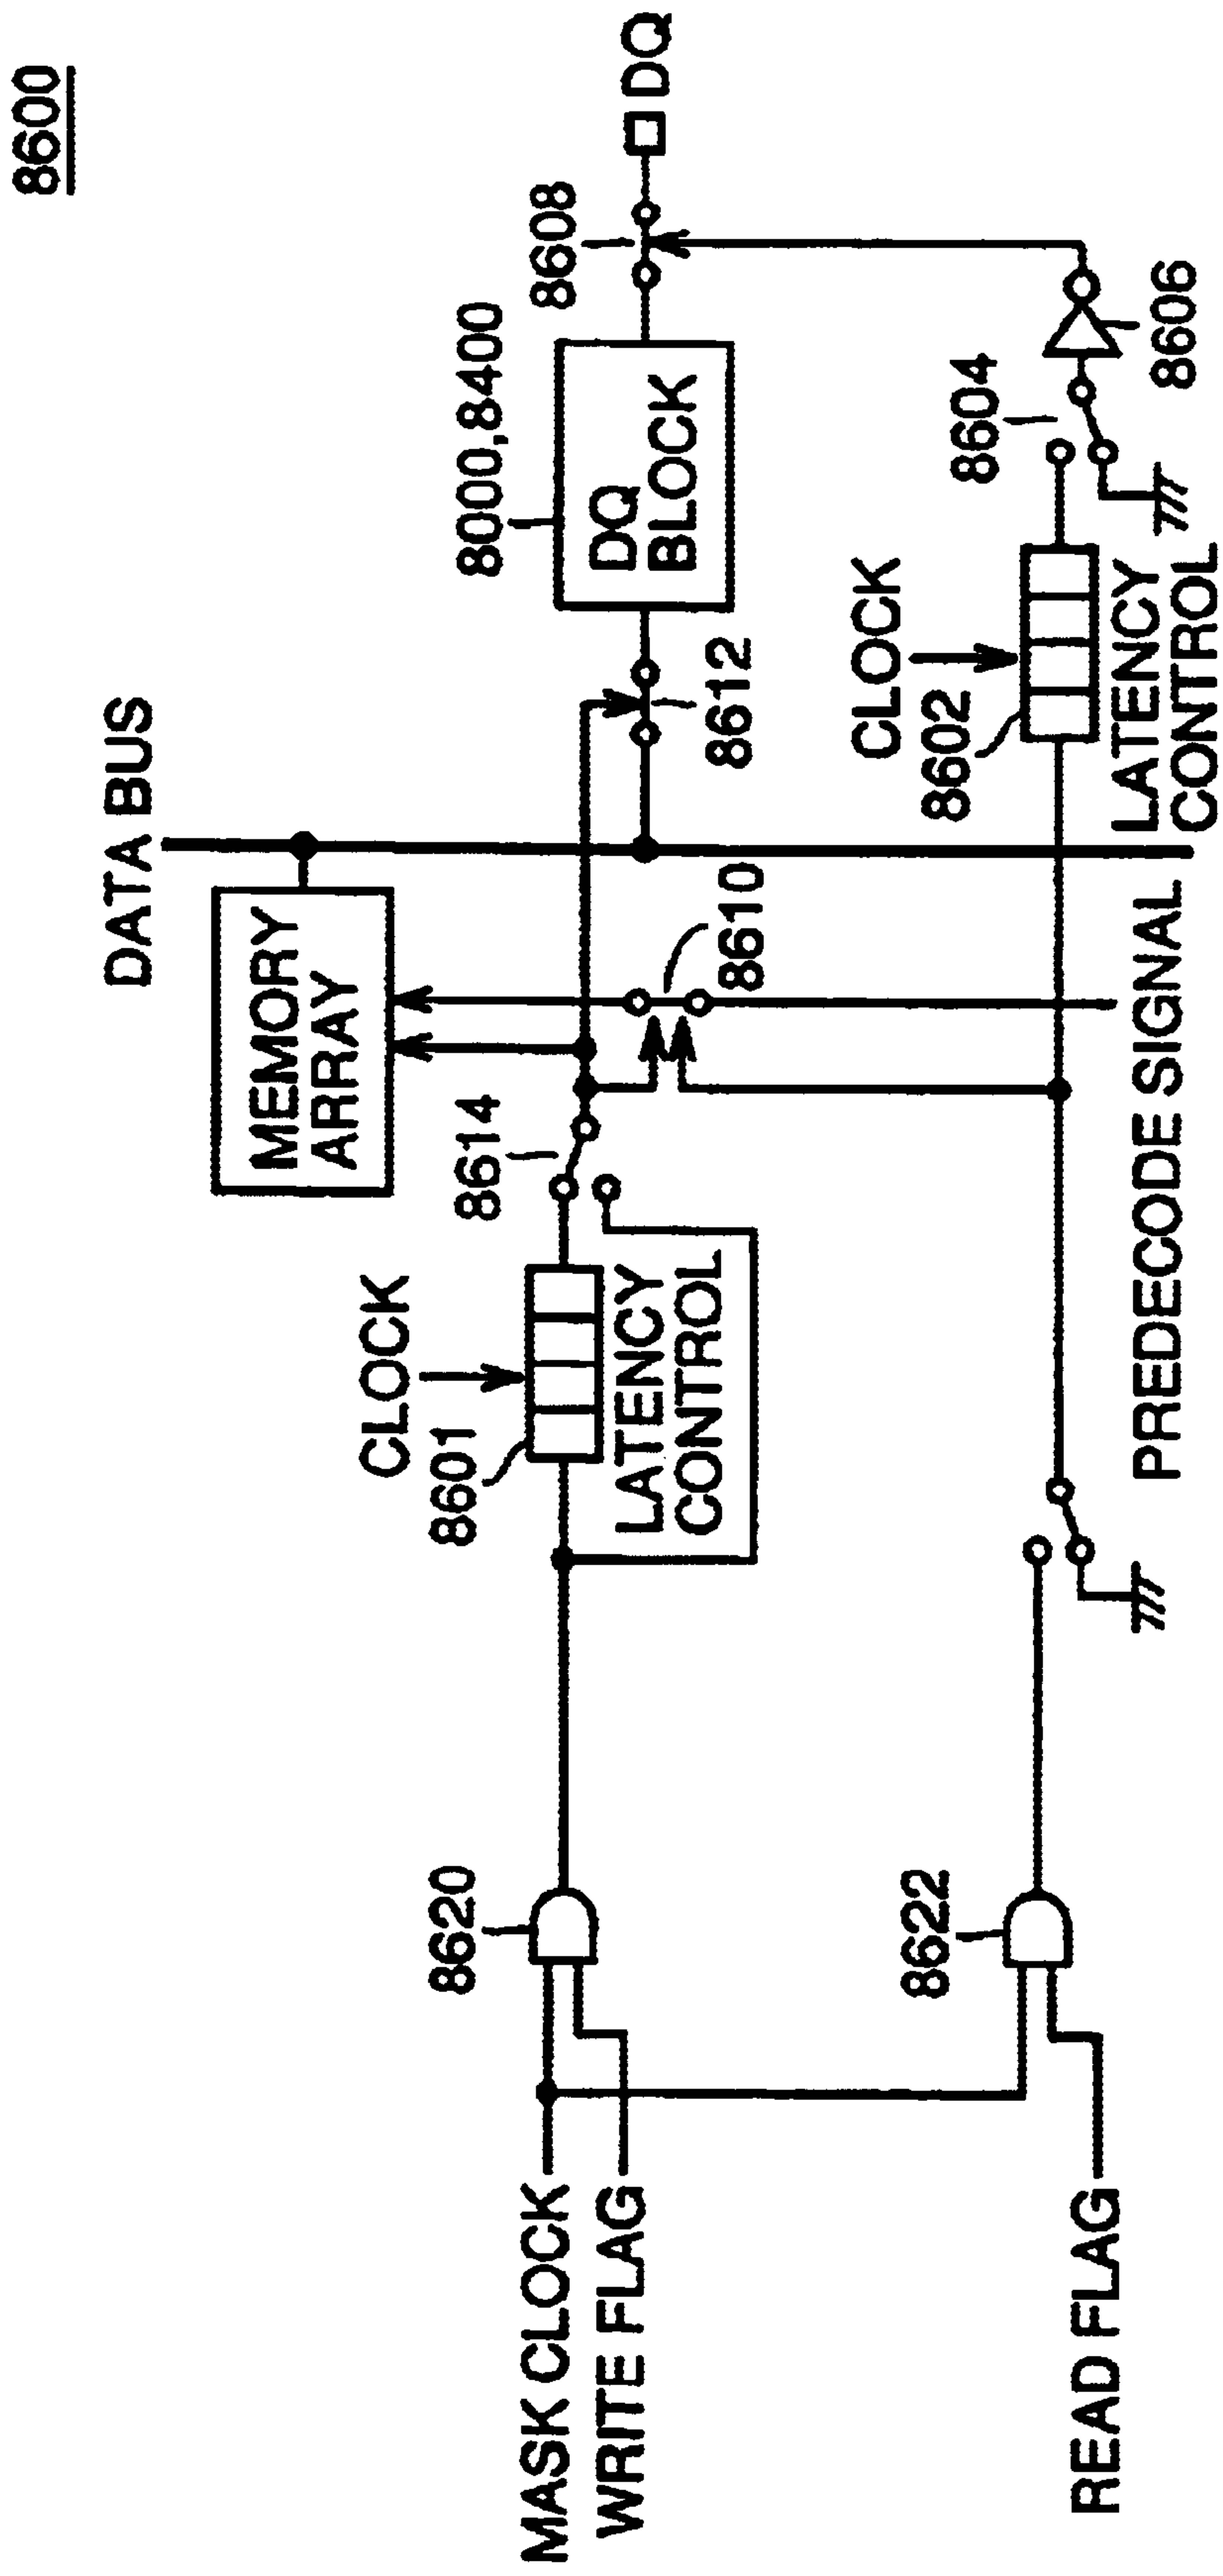 8600
DATA BUS
MEMORY
ARRAY
CLOCK
8601
LATENCY
CONTROL
8614
8610
8612
8000,8400
DQ
BLOCK
8608
DQ
8620
MASK CLOCK
WRITE FLAG
CLOCK
8602
LATENCY
CONTROL
8604
8606
8622
READ FLAG
PREDECODE SIGNAL